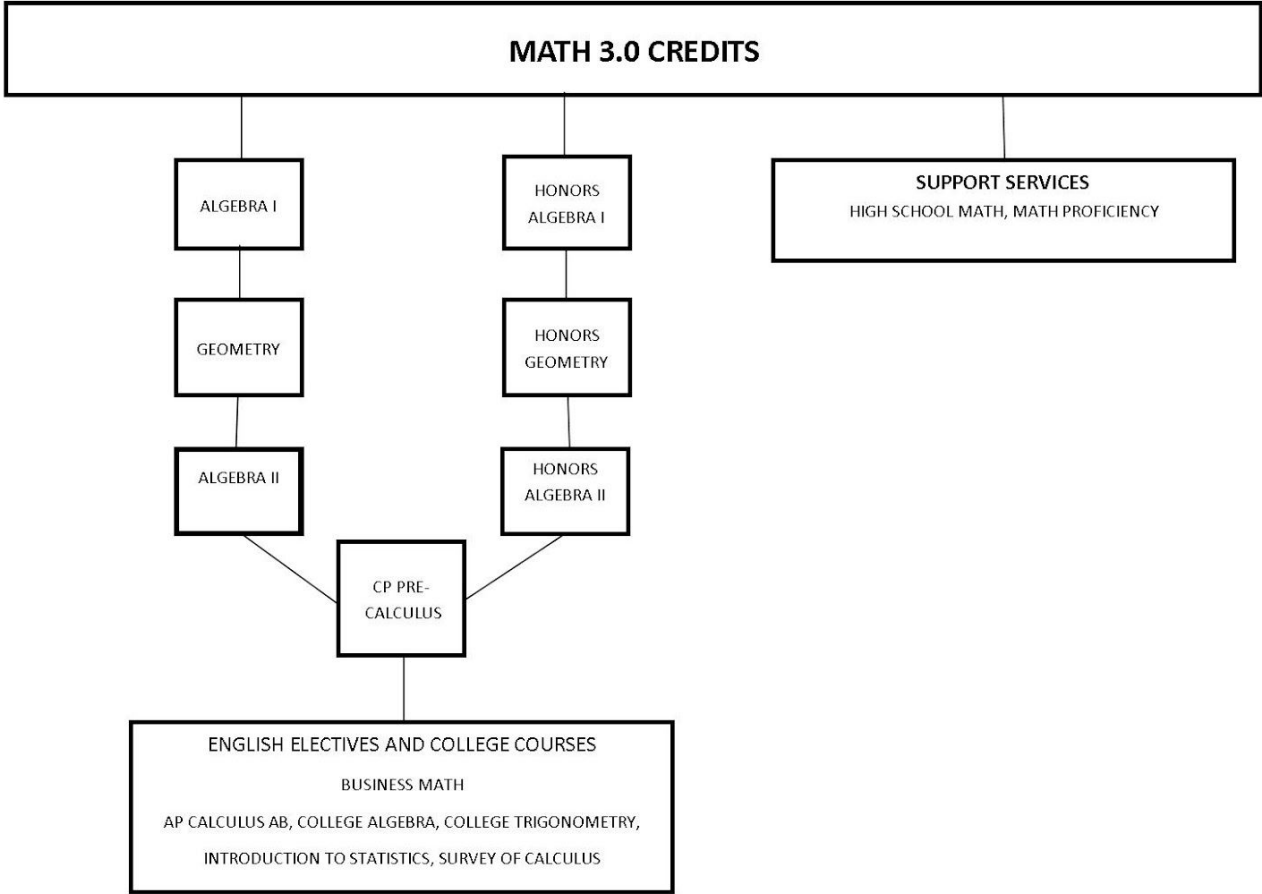 MATH 3.0 CREDITS
ALGEBRA I
HONORS
ALGEBRA I
SUPPORT SERVICES
HIGH SCHOOL MATH, MATH PROFICIENCY
GEOMETRY
HONORS
GEOMETRY
ALGEBRA II
HONORS
ALGEBRA II
CP PRE-
CALCULUS
ENGLISH ELECTIVES AND COLLEGE COURSES
BUSINESS MATH
AP CALCULUS AB, COLLEGE ALGEBRA, COLLEGE TRIGONOMETRY,
INTRODUCTION TO STATISTICS, SURVEY OF CALCULUS